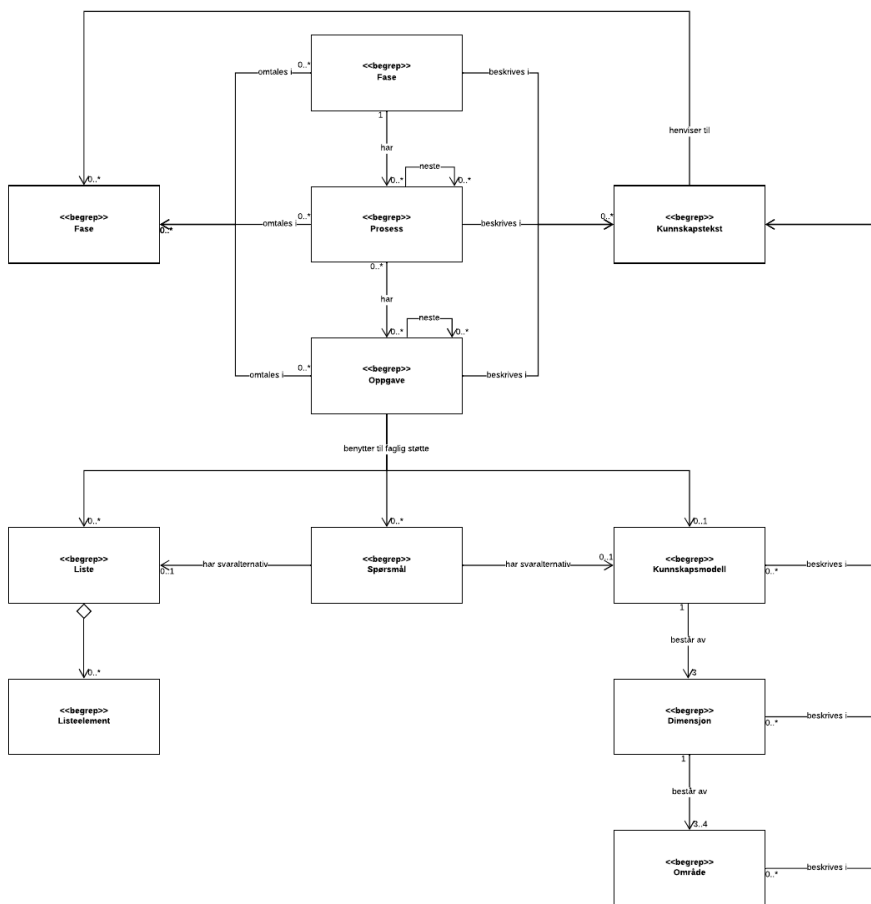 <<begrep>>
Fase
0..*
omtales i
beskrives i
1
henviser til
har
neste
0..*
0..*
0..*
<<begrep>>
Fase
0..*
omtales i
0..*
<<begrep>>
Prosess
beskrives i
0..*
<<begrep>>
Kunnskapstekst
0..*
har
neste
0..*
0..*
omtales i
0..*
<<begrep>>
Oppgave
beskrives i
benytter til faglig støtte
0..*
0..*
0..1
<<begrep>>
Liste
0..1
har svaralternativ
<<begrep>>
Spørsmål
har svaralternativ
0..1
<<begrep>>
Kunnskapsmodell
0..*
beskrives i
1
består av
0..*
3
<<begrep>>
Listeelement
<<begrep>>
Dimensjon
0..*
beskrives i
1
består av
3..4
<<begrep>>
Område
0..*
beskrives i